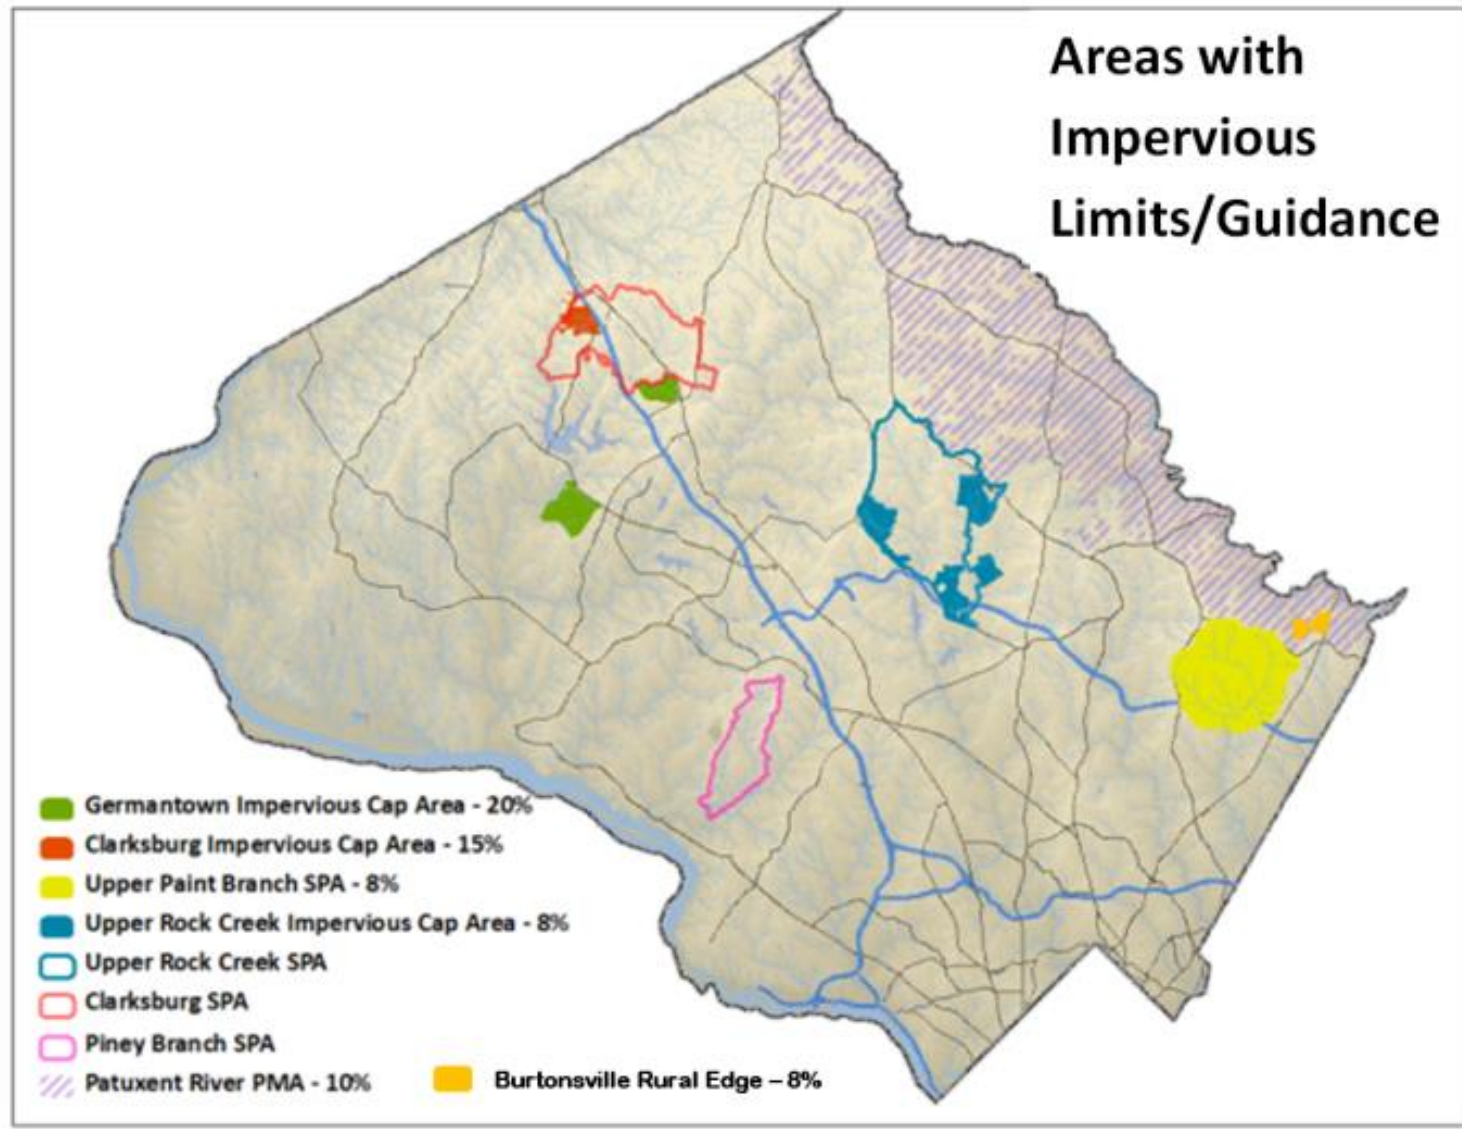 Areas with
Impervious
Limits/Guidance
Germantown Impervious Cap Area - 20%
Clarksburg Impervious Cap Area - 15%
Upper Paint Branch SPA - 8%
Upper Rock Creek Impervious Cap Area - 8%
Upper Rock Creek SPA
Clarksburg SPA
Piney Branch SPA
Patuxent River PMA - 10%
Burtonsville Rural Edge – 8%